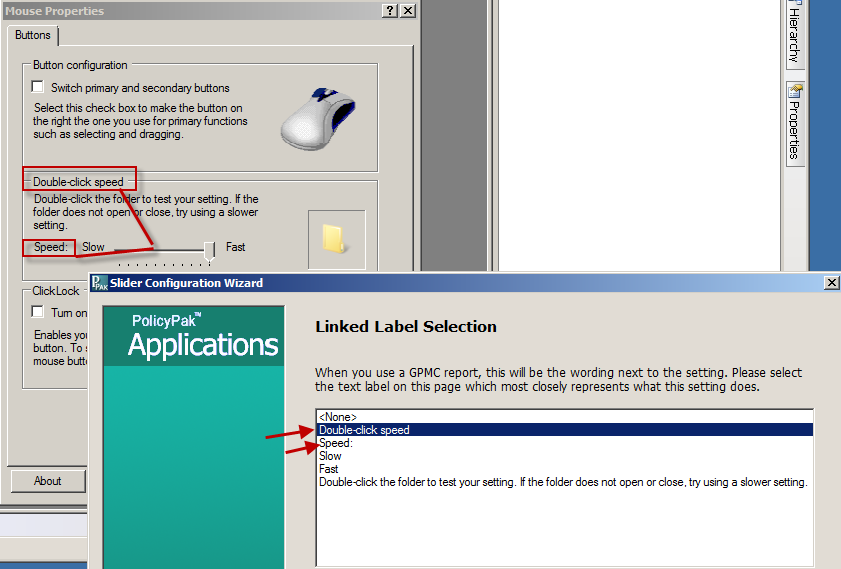 Mouse Properties
Buttons
Button configuration
Switch primary and secondary buttons
Select this check box to make the button on
the right the one you use for primary functions
such as selecting and dragging.
Double-click speed
Double-click the folder to test your setting. If the
folder does not open or close, try using a slower
setting.
Speed: Slow Fast
ClickLock
Turn on
Enables you
button. To s
mouse butto
About
Hierarchy
Properties
PPAK Slider Configuration Wizard
PolicyPak™
Applications
Linked Label Selection
When you use a GPMC report, this will be the wording next to the setting. Please select
the text label on this page which most closely represents what this setting does.
<None>
Double-click speed
Speed:
Slow
Fast
Double-click the folder to test your setting. If the folder does not open or close, try using a slower setting.